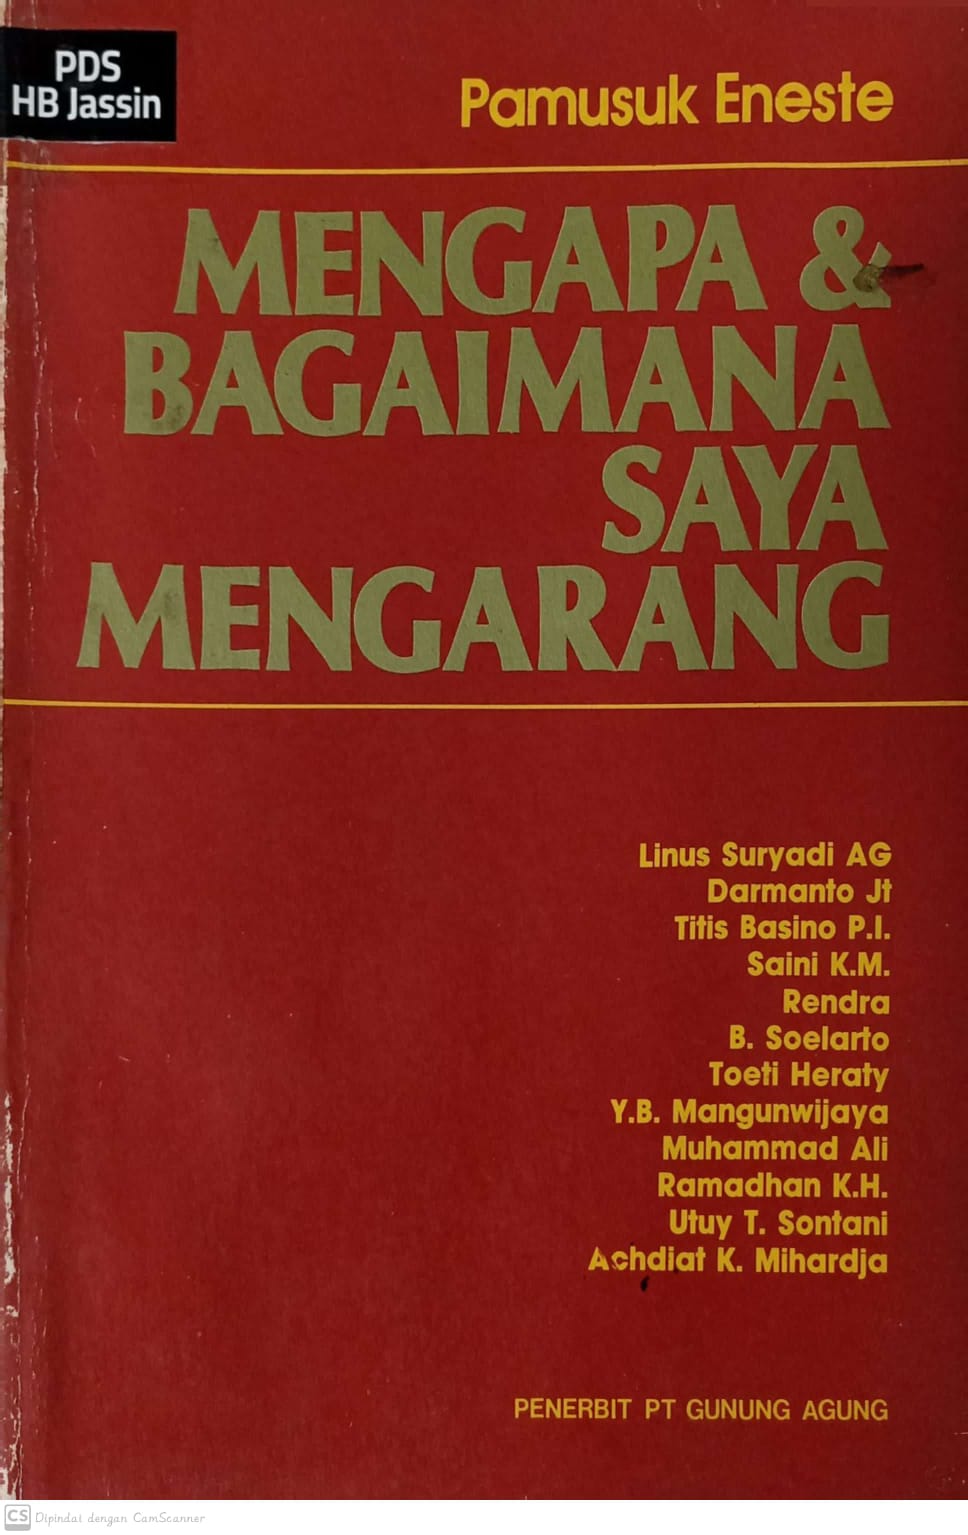 PDS
HB Jassin
Pamusuk Eneste
MENGAPA &
BAGAIMANA
SAYA
MENGARANG
Linus Suryadi AG
Darmanto Jt
Titis Basino P.I.
Saini K.M.
Rendra
B. Soelarto
Toeti Heraty
Y.B. Mangunwijaya
Muhammad Ali
Ramadhan K.H.
Utuy T. Sontani
Achdiat K. Mihardja
PENERBIT PT GUNUNG AGUNG
CS Dipindai dengan CamScanner